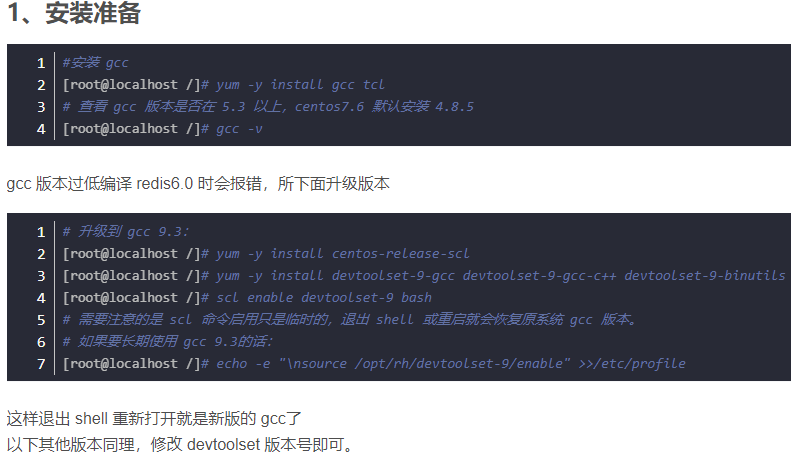 1、安装准备
1 #安装 gcc
2 [root@localhost /]# yum -y install gcc tcl
3 # 查看 gcc 版本是否在 5.3 以上，centos7.6 默认安装 4.8.5
4 [root@localhost /]# gcc -v
gcc 版本过低编译 redis6.0 时会报错，所下面升级版本
1 # 升级到 gcc 9.3：
2 [root@localhost /]# yum -y install centos-release-scl
3 [root@localhost /]# yum -y install devtoolset-9-gcc devtoolset-9-gcc-c++ devtoolset-9-binutils
4 [root@localhost /]# scl enable devtoolset-9 bash
5 # 需要注意的是 scl 命令启用只是临时的，退出 shell 或重启就会恢复原系统 gcc 版本。
6 # 如果要长期使用 gcc 9.3的话：
7 [root@localhost /]# echo -e "\nsource /opt/rh/devtoolset-9/enable" >>/etc/profile
这样退出 shell 重新打开就是新版的 gcc了
以下其他版本同理，修改 devtoolset 版本号即可。